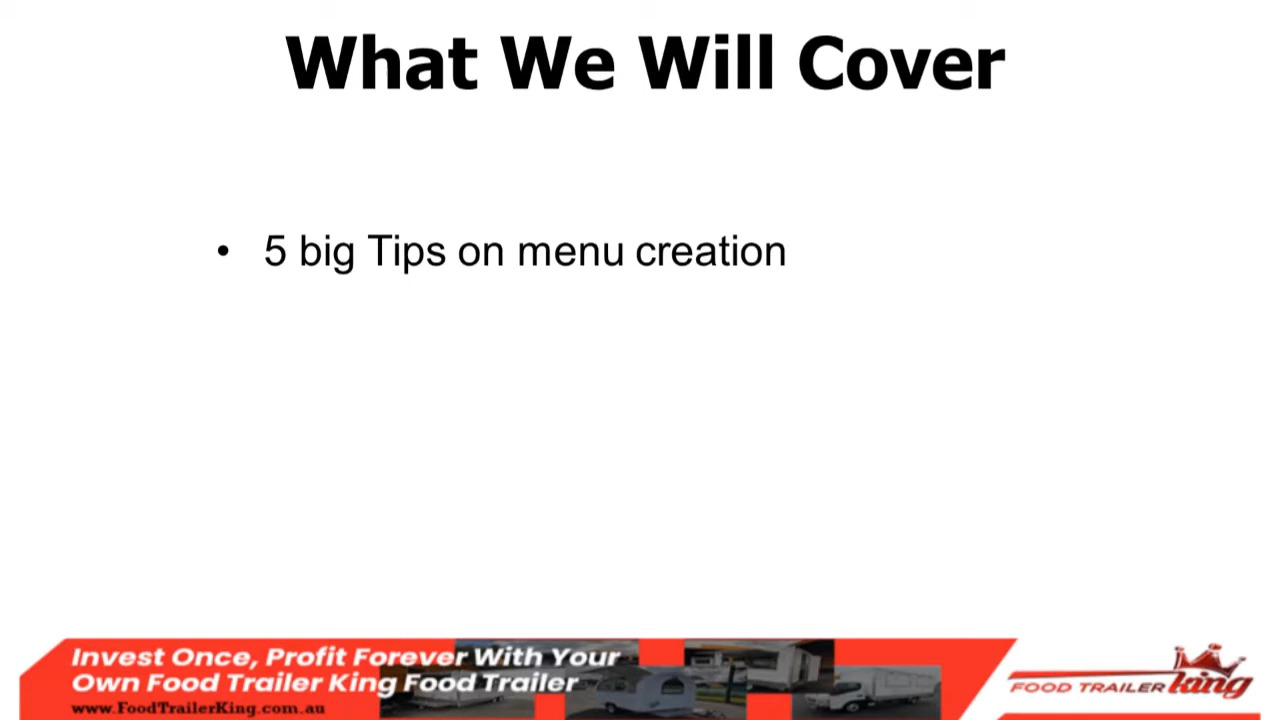 What We Will Cover
• 5 big Tips on menu creation
Invest Once, Profit Forever With Your
Own Food Trailer King Food Trailer
www.FoodTrailerKing.com.au
FOOD TRAILER king